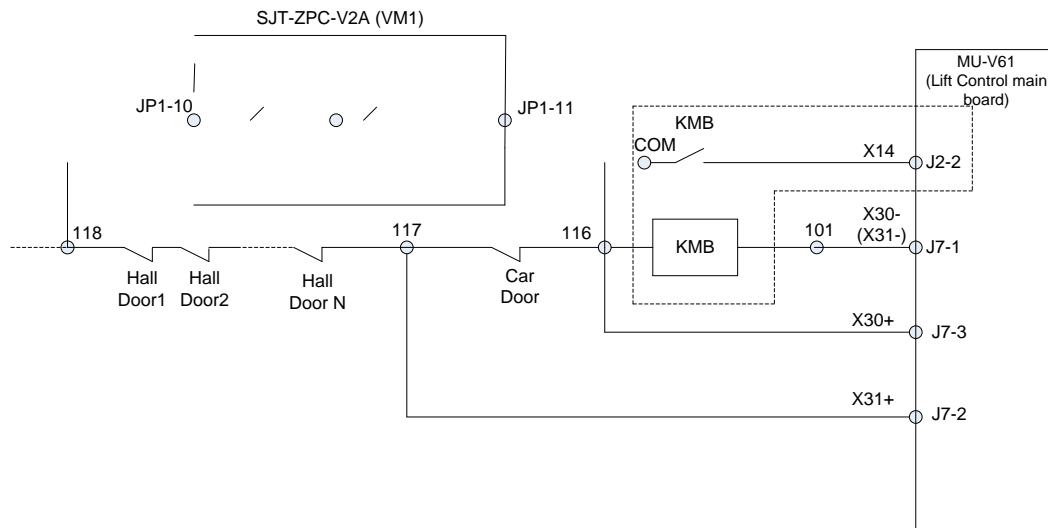 SJT-ZPC-V2A (VM1)
MU-V61
(Lift Control main
board)
JP1-10
JP1-11
KMB
COM
X14
J2-2
118
117
116
KMB
101
X30-
(X31-)
J7-1
Hall
Door1
Hall
Door2
Hall
Door N
Car
Door
X30+
J7-3
X31+
J7-2